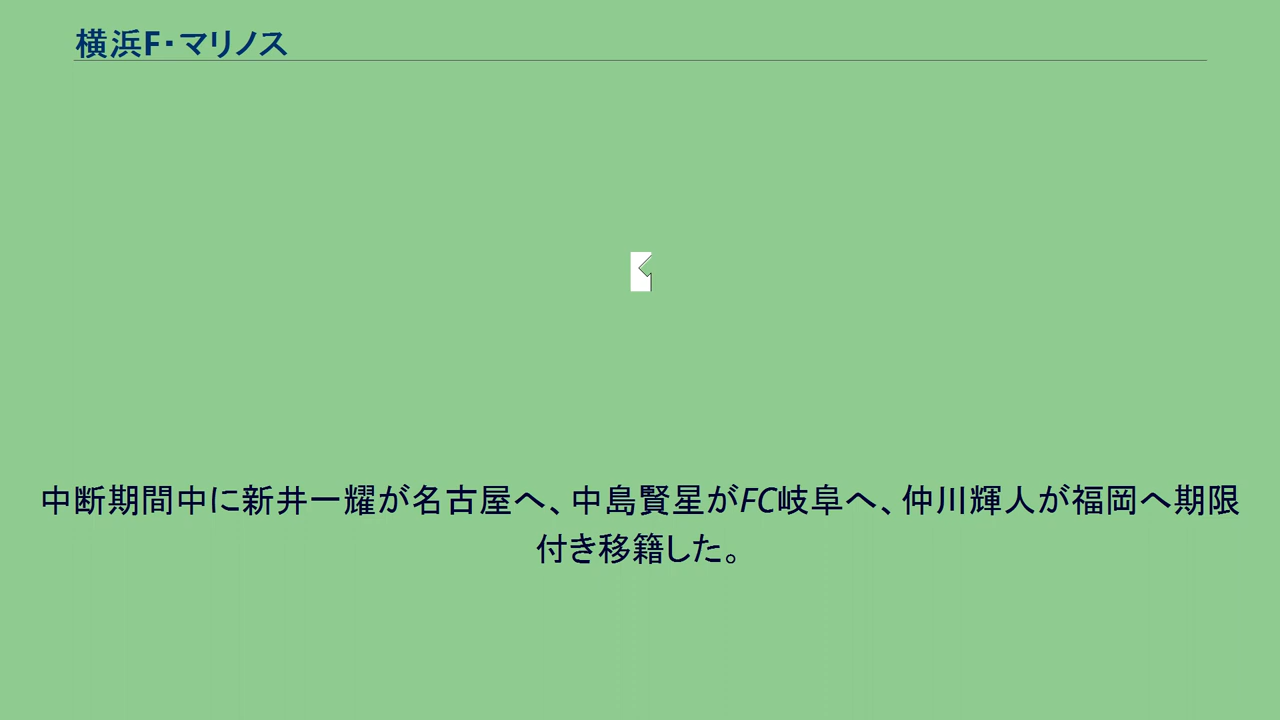 横浜F・マリノス
中断期間中に新井一耀が名古屋へ、中島賢星がFC岐阜へ、仲川輝人が福岡へ期限
付き移籍した。